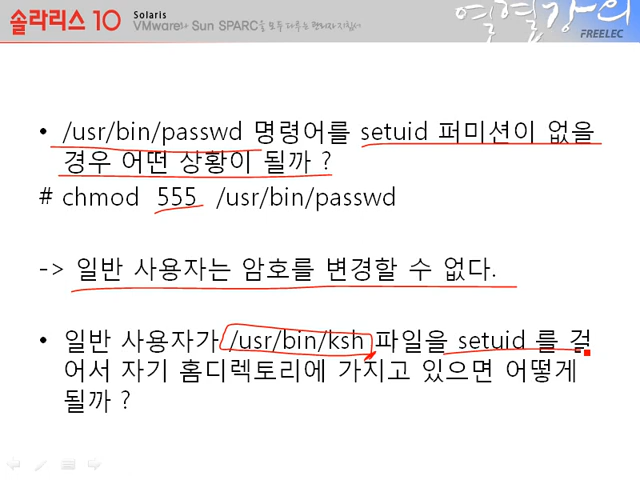 솔라리스 10
Solaris
VMware와 Sun SPARC을 모두 다루는 관리자 지침서
열혈강의
FREELEC
• /usr/bin/passwd 명령어를 setuid 퍼미션이 없을
경우 어떤 상황이 될까 ?
# chmod 555 /usr/bin/passwd
-> 일반 사용자는 암호를 변경할 수 없다.
• 일반 사용자가 /usr/bin/ksh 파일을 setuid 를 걸
어서 자기 홈디렉토리에 가지고 있으면 어떻게
될까 ?